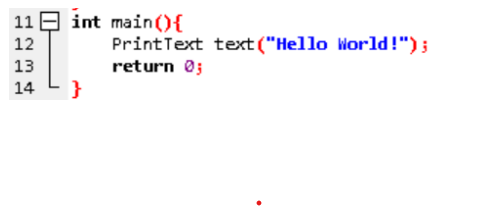 11 int main(){
12 PrintText text("Hello World!");
13 return 0;
14 }